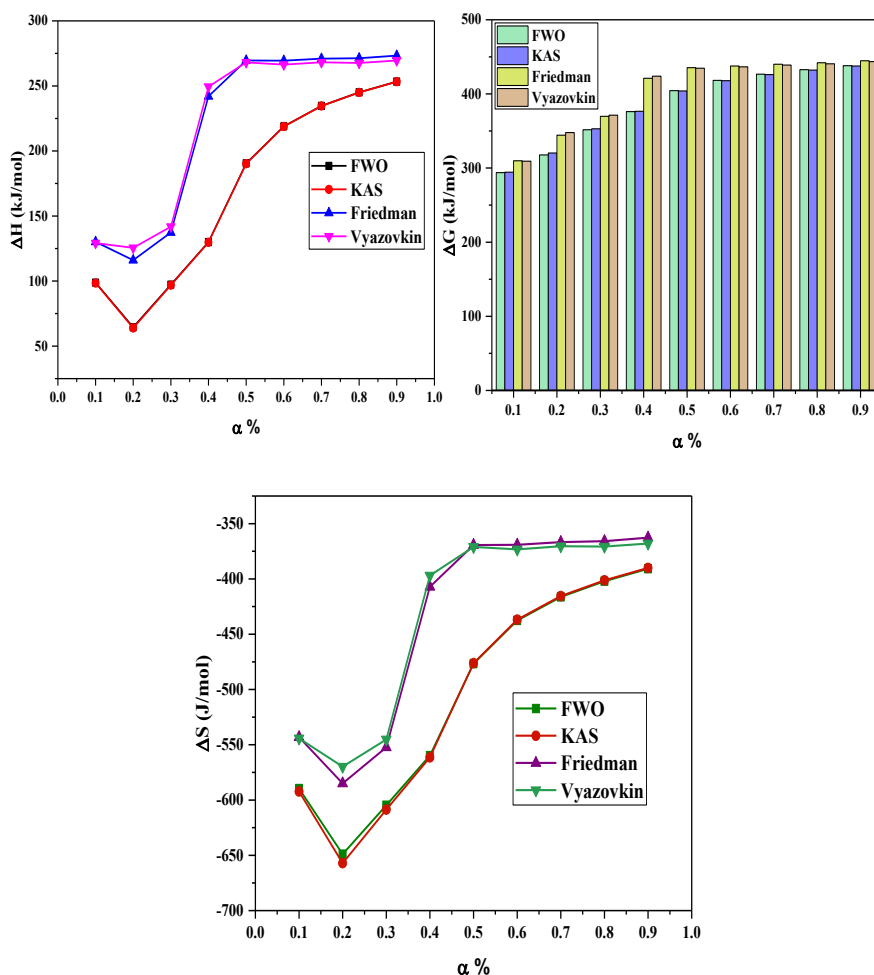 300
250
200
150
100
50
ΔH (kJ/mol)
FWO
KAS
Friedman
Vyazovkin
0.0 0.1 0.2 0.3 0.4 0.5 0.6 0.7 0.8 0.9 1.0
α %
500
400
300
200
100
0
ΔG (kJ/mol)
FWO
KAS
Friedman
Vyazovkin
0.1 0.2 0.3 0.4 0.5 0.6 0.7 0.8 0.9
α %
-350
-400
-450
-500
-550
-600
-650
-700
ΔS (J/mol)
FWO
KAS
Friedman
Vyazovkin
0.0 0.1 0.2 0.3 0.4 0.5 0.6 0.7 0.8 0.9 1.0
α %